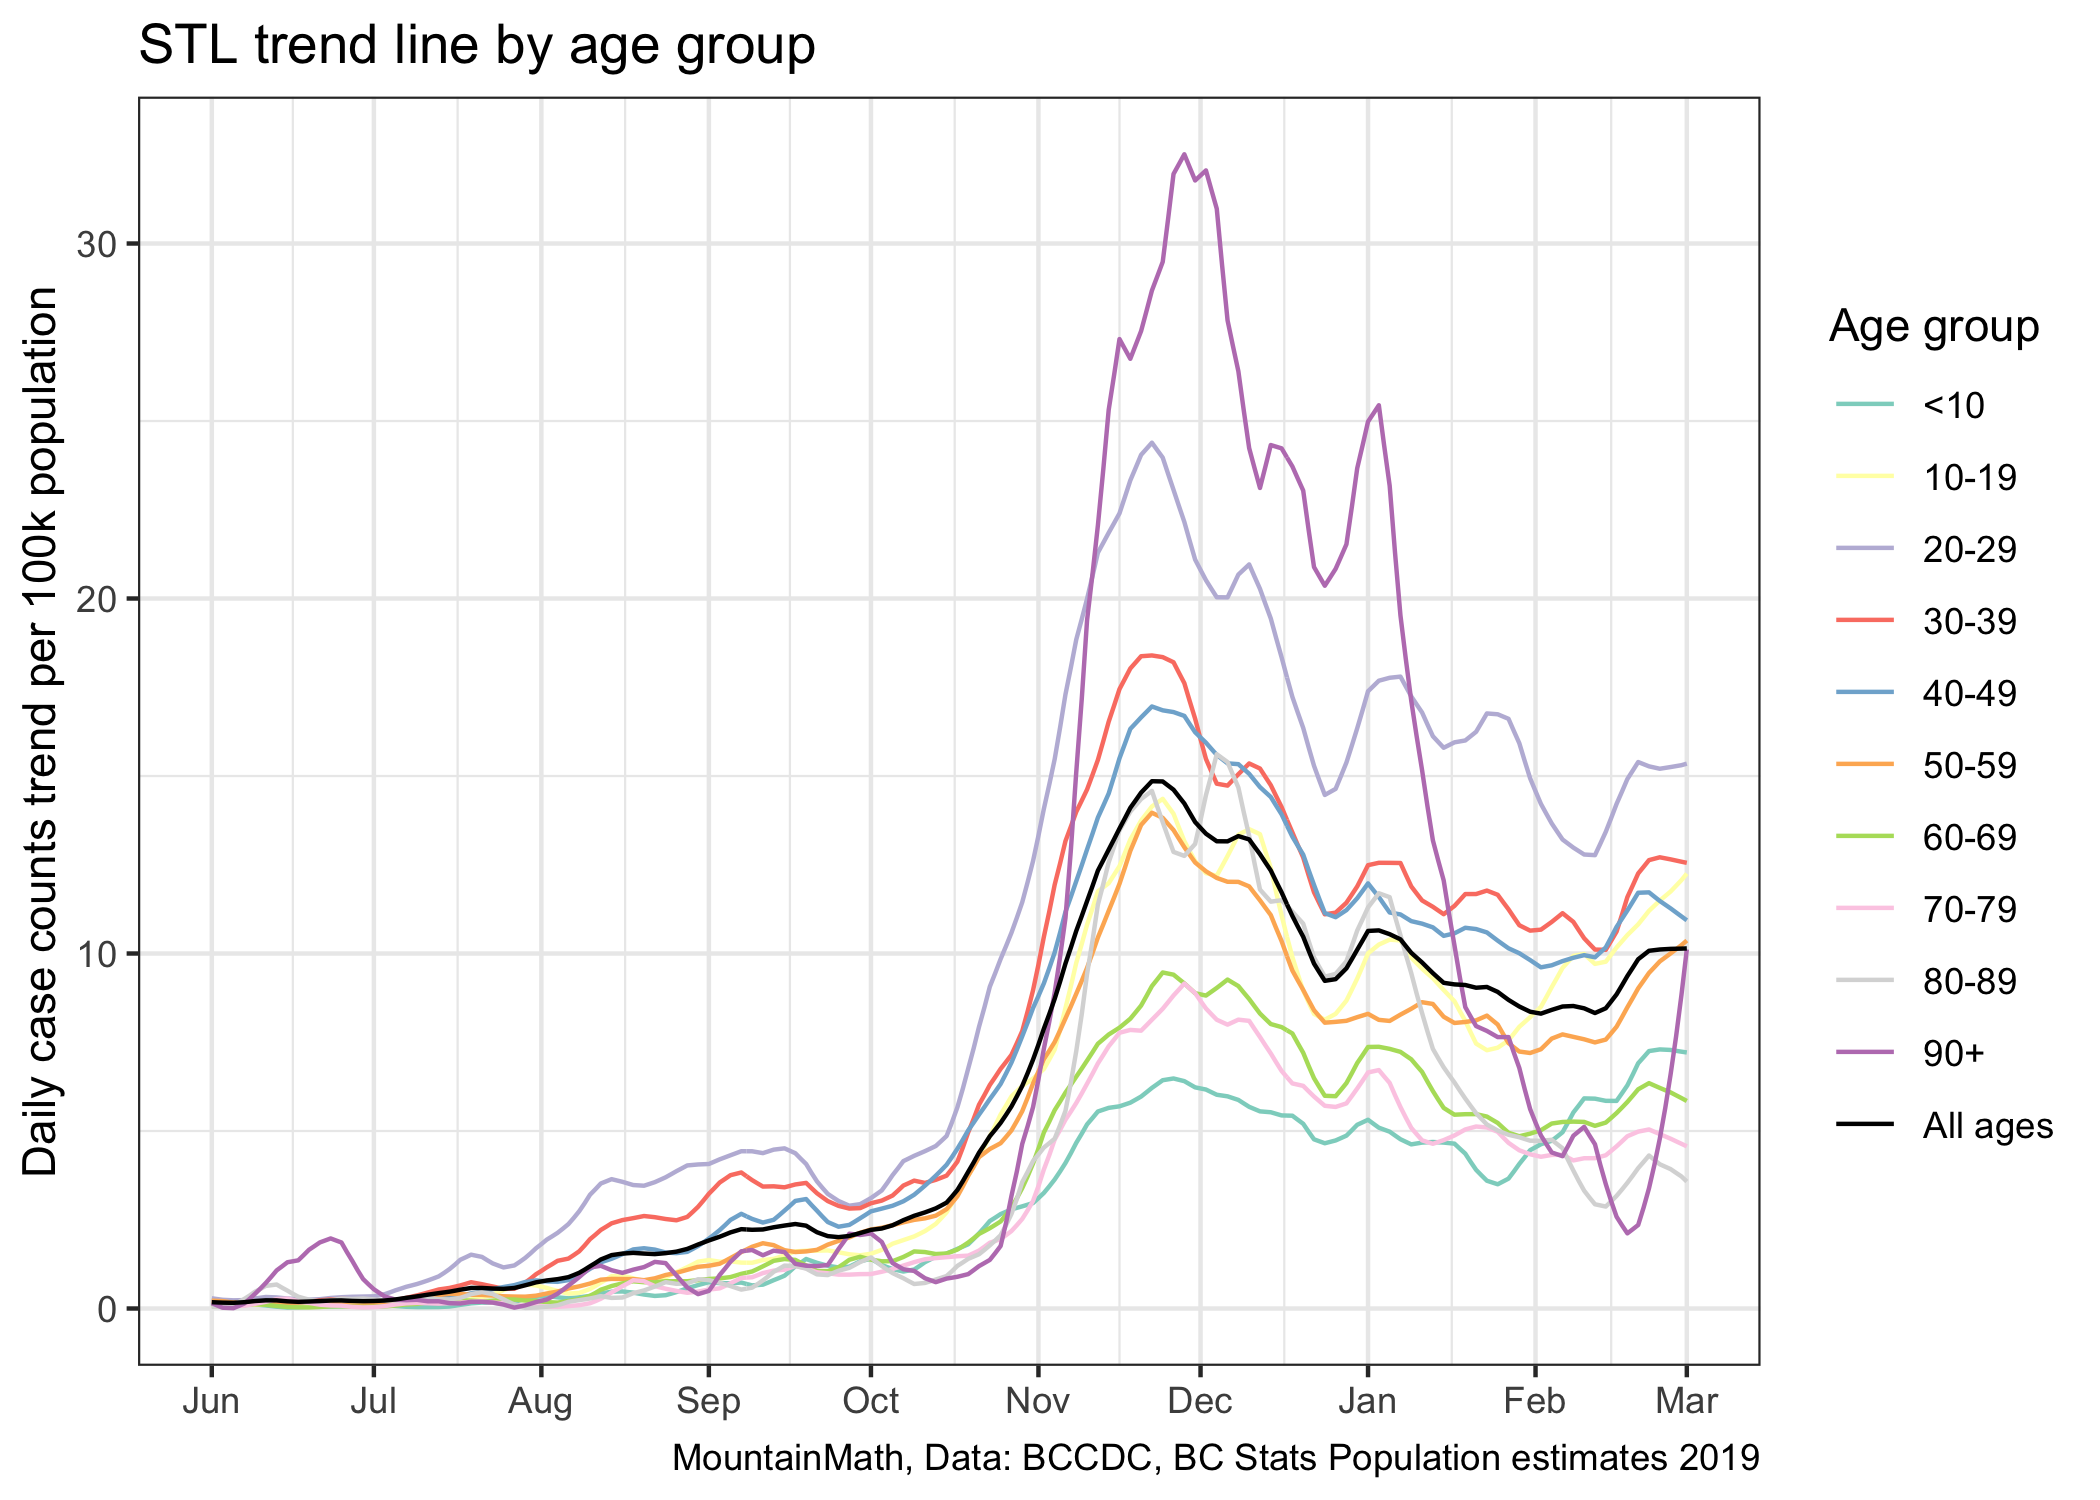 STL trend line by age group
Daily case counts trend per 100k population
30
20
10
0
Jun Jul Aug Sep Oct Nov Dec Jan Feb Mar
Age group
<10
10-19
20-29
30-39
40-49
50-59
60-69
70-79
80-89
90+
All ages
MountainMath, Data: BCCDC, BC Stats Population estimates 2019